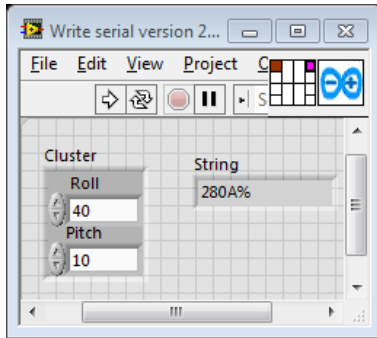 Write serial version 2...
File Edit View Project O
S
Cluster
Roll
40
Pitch
10
String
280A%